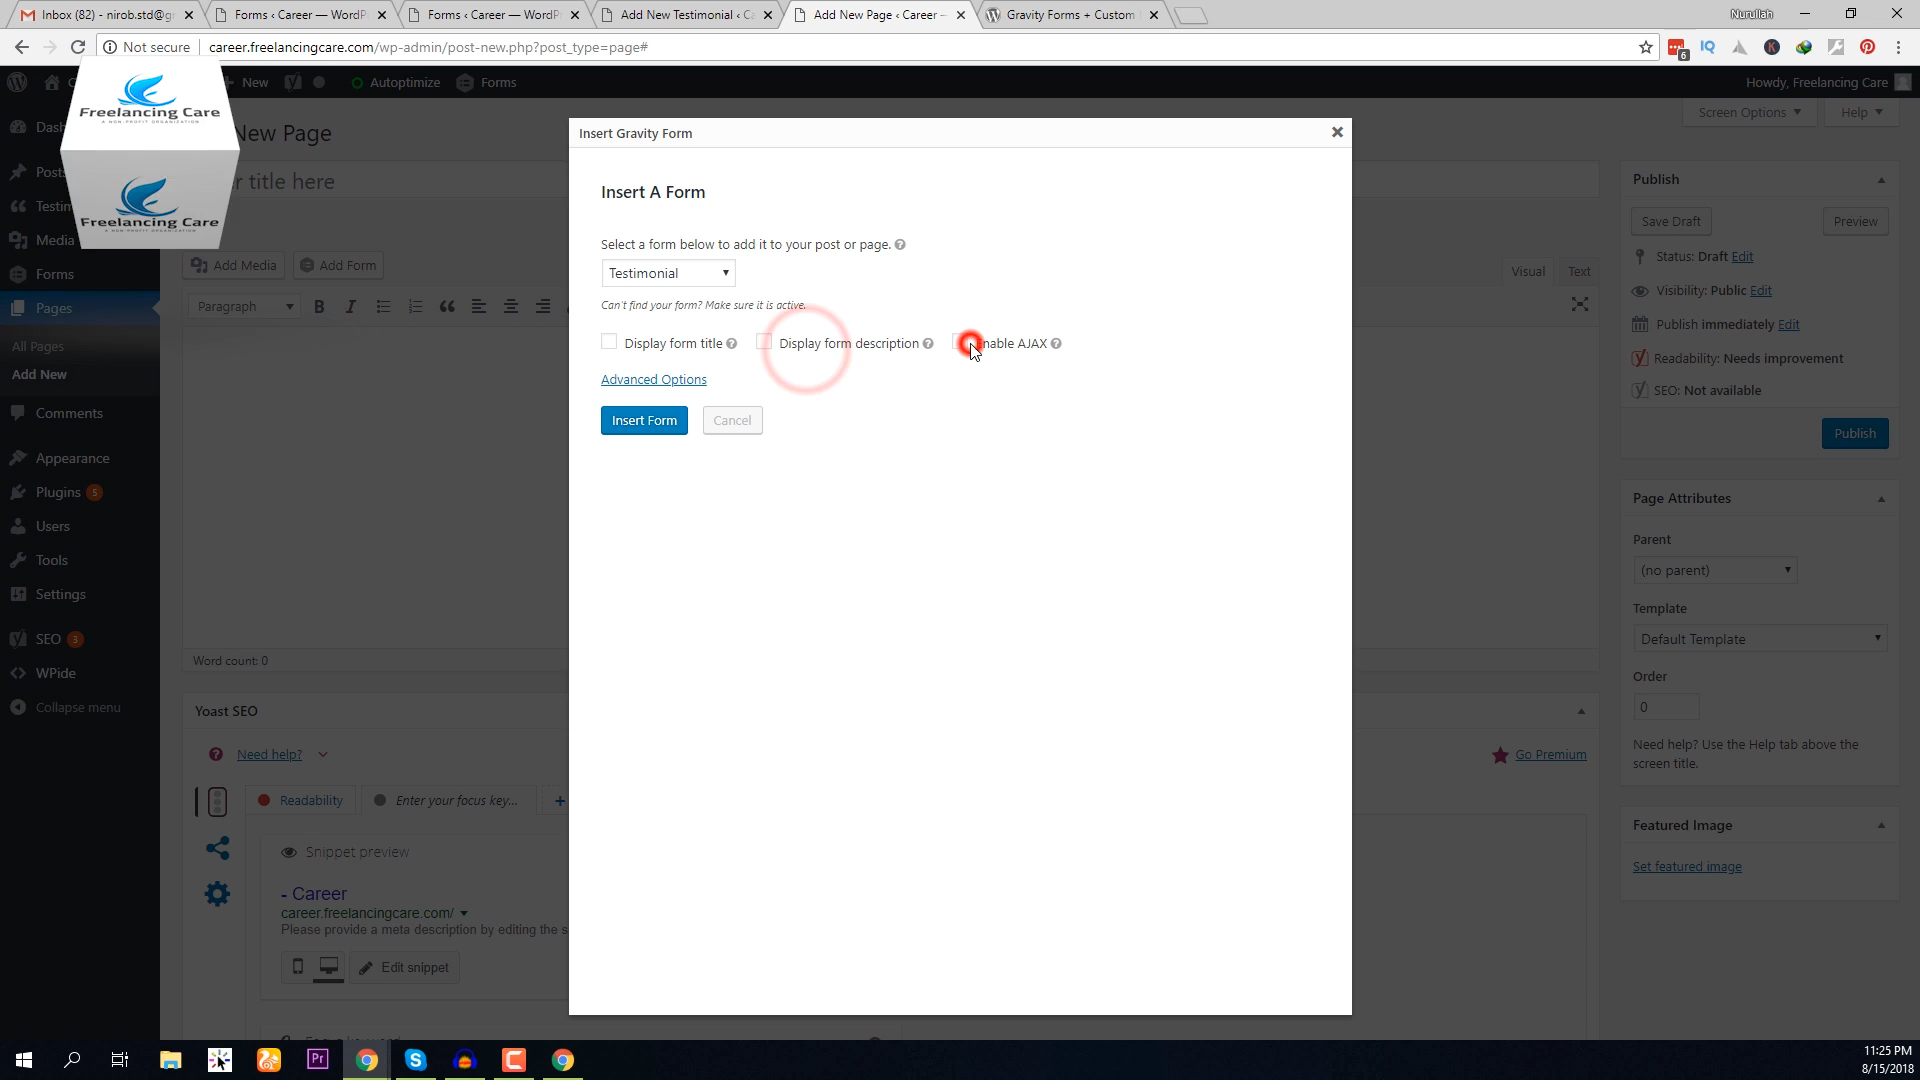 Inbox (82) - nirob.std@g
Forms ‹ Career — WordP
Forms ‹ Career — WordP
Add New Testimonial ‹ C
Add New Page ‹ Career —
Gravity Forms + Custom
Nurullah
Not secure
career.freelancingcare.com/wp-admin/post-new.php?post_type=page#
6
New
Autoptimize
Forms
Howdy, Freelancing Care
Freelancing Care
A NON-PROFIT ORGANIZATION
Freelancing Care
A NON-PROFIT ORGANIZATION
Dash
Posts
Testim
Media
Forms
Pages
All Pages
Add New
Comments
Appearance
Plugins 5
Users
Tools
Settings
SEO 3
WPide
Collapse menu
New Page
Screen Options
Help
r title here
Add Media
Add Form
Visual
Text
Paragraph
Word count: 0
Insert Gravity Form
Insert A Form
Select a form below to add it to your post or page.
Testimonial
Can't find your form? Make sure it is active.
Display form title
Display form description
Enable AJAX
Advanced Options
Insert Form
Cancel
Publish
Save Draft
Preview
Status: Draft Edit
Visibility: Public Edit
Publish immediately Edit
Readability: Needs improvement
SEO: Not available
Publish
Page Attributes
Parent
(no parent)
Template
Default Template
Order
0
Need help? Use the Help tab above the
screen title.
Featured Image
Set featured image
Yoast SEO
Need help?
Go Premium
Readability
Enter your focus key...
Snippet preview
- Career
career.freelancingcare.com/
Please provide a meta description by editing the s
Edit snippet
Pr
11:25 PM
8/15/2018